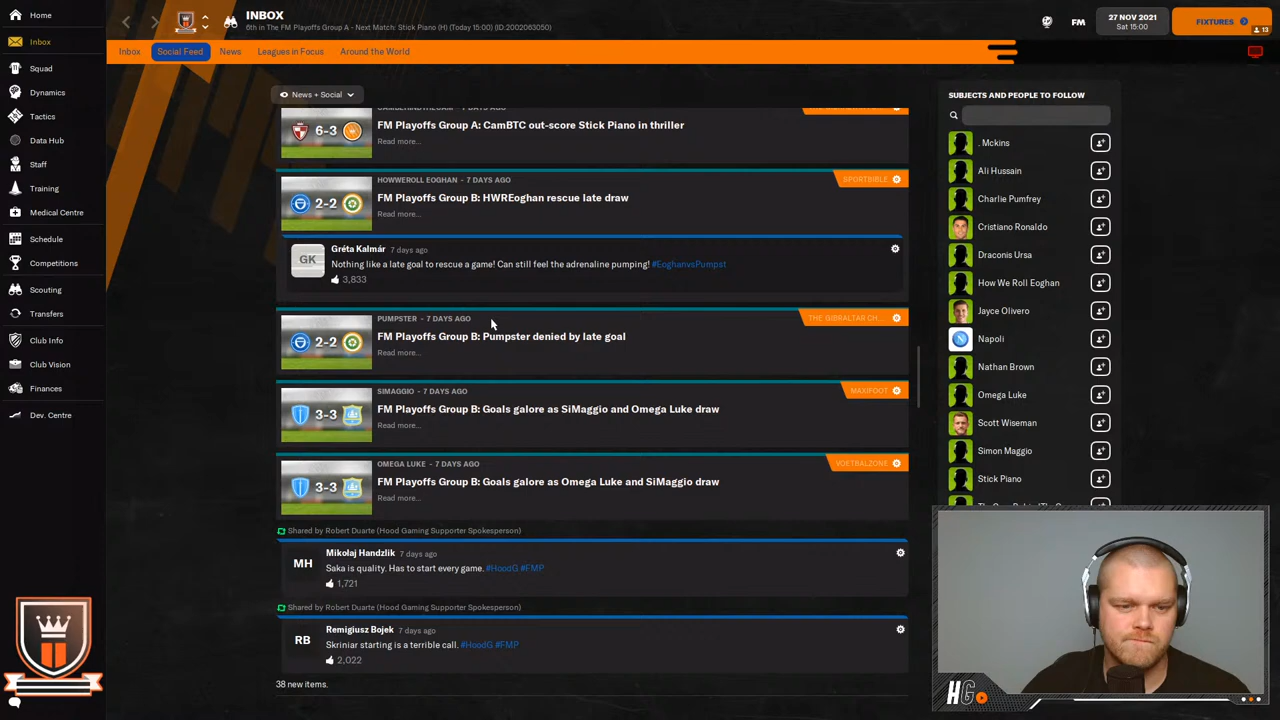 INBOX
6th in The FM Playoffs Group A - Next Match: Stick Piano (H) (Today 15:00) (ID:2002063050)
FM
27 NOV 2021
Sat 15:00
FIXTURES
13
Home
Inbox
Squad
Dynamics
Tactics
Data Hub
Staff
Training
Medical Centre
Schedule
Competitions
Scouting
Transfers
Club Info
Club Vision
Finances
Dev. Centre
Inbox
Social Feed
News
Leagues in Focus
Around the World
News + Social
6-3
FM Playoffs Group A: CamBTC out-score Stick Piano in thriller
Read more...
HOWWEROLL EOGHAN - 7 DAYS AGO
SPORTBIBLE
2-2
FM Playoffs Group B: HWREoghan rescue late draw
Read more...
GK
Gréta Kalmár 7 days ago
Nothing like a late goal to rescue a game! Can still feel the adrenaline pumping! #EoghanvsPumpst
3,833
PUMPSTER - 7 DAYS AGO
THE GIBRALTAR CH...
2-2
FM Playoffs Group B: Pumpster denied by late goal
Read more...
SIMAGGIO - 7 DAYS AGO
MAXIFOOT
3-3
FM Playoffs Group B: Goals galore as SiMaggio and Omega Luke draw
Read more...
OMEGA LUKE - 7 DAYS AGO
VOETBALZONE
3-3
FM Playoffs Group B: Goals galore as Omega Luke and SiMaggio draw
Read more...
Shared by Robert Duarte (Hood Gaming Supporter Spokesperson)
MH
Mikołaj Handzlik 7 days ago
Saka is quality. Has to start every game. #HoodG #FMP
1,721
Shared by Robert Duarte (Hood Gaming Supporter Spokesperson)
RB
Remigiusz Bojek 7 days ago
Skriniar starting is a terrible call. #HoodG #FMP
2,022
38 new items.
SUBJECTS AND PEOPLE TO FOLLOW
. Mckins
Ali Hussain
Charlie Pumfrey
Cristiano Ronaldo
Draconis Ursa
How We Roll Eoghan
Jayce Olivero
Napoli
Nathan Brown
Omega Luke
Scott Wiseman
Simon Maggio
Stick Piano
HG